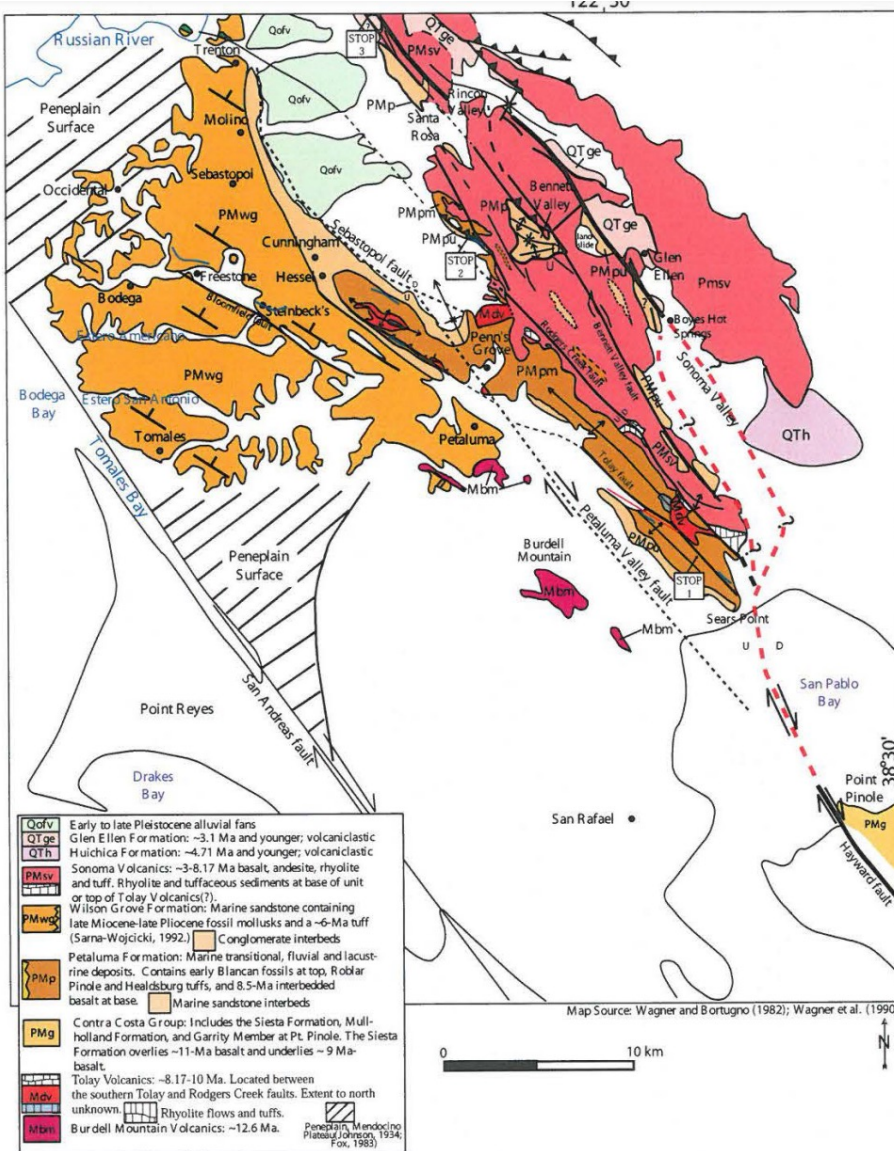 122°30'
Russian River
Trenton
Qofv
STOP
3
PMsv
QTge
Peneplain
Surface
Qofv
PMp
Rincon
Valley
Molino
Santa
Rosa
QTge
Occidental
Sebastopol
Qofv
PMwg
PMpm
PMp
Bennett
Valley
QTge
Cunningham
Sebastopol fault
PMpu
STOP
2
land
slide
PMpu
Glen
Ellen
Pmsv
Freestone
Hessel
U
Bodega
Bloomfield fault
Steinbeck's
Mdv
Boyes Hot
Springs
Estero Americano
Penn's
Grove
Rodgers Creek fault
Bennett Valley fault
Sonoma Valley
?
PMwg
PMpm
PMpu
Bodega
Bay
Estero San Antonio
?
QTh
Tomales
Petaluma
Tolay fault
PMsv
Tomales Bay
Mbm
Mdv
?
Peneplain
Surface
Petaluma Valley fault
PMpu
?
Burdell
Mountain
STOP
1
Mbm
Sears Point
Mbm
U D
San Andreas fault
San Pablo
Bay
Point Reyes
38°30'
Drakes
Bay
Point
Pinole
San Rafael
PMg
Hayward fault
Qofv Early to late Pleistocene alluvial fans
QTge Glen Ellen Formation: ~3.1 Ma and younger; volcaniclastic
QTh Huichica Formation: ~4.71 Ma and younger; volcaniclastic
PMsv Sonoma Volcanics: ~3-8.17 Ma basalt, andesite, rhyolite
and tuff. Rhyolite and tuffaceous sediments at base of unit
or top of Tolay Volcanics(?).
PMwg Wilson Grove Formation: Marine sandstone containing
late Miocene-late Pliocene fossil mollusks and a ~6-Ma tuff
(Sarna-Wojcicki, 1992.) Conglomerate interbeds
PMp Petaluma Formation: Marine transitional, fluvial and lacust-
rine deposits. Contains early Blancan fossils at top, Roblar
Pinole and Healdsburg tuffs, and 8.5-Ma interbedded
basalt at base. Marine sandstone interbeds
PMg Contra Costa Group: Includes the Siesta Formation, Mull-
holland Formation, and Garrity Member at Pt. Pinole. The Siesta
Formation overlies ~11-Ma basalt and underlies ~ 9 Ma-
basalt.
Tolay Volcanics: ~8.17-10 Ma. Located between
Mdv the southern Tolay and Rodgers Creek faults. Extent to north
unknown. Rhyolite flows and tuffs.
Mbm Burdell Mountain Volcanics: ~12.6 Ma.
Peneplain, Mendocino
Plateau(Johnson, 1934;
Fox, 1983)
Map Source: Wagner and Bortugno (1982); Wagner et al. (1990
N
0 10 km